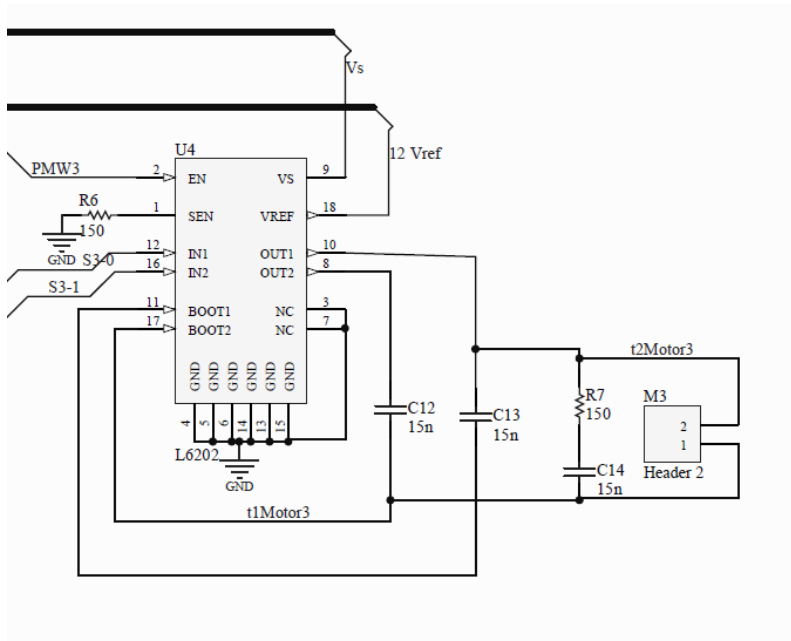 Vs
12 Vref
U4
PMW3
2
EN
VS
9
R6
150
1
SEN
VREF
18
GND
S3-0
12
IN1
OUT1
10
S3-1
16
IN2
OUT2
8
11
BOOT1
NC
3
17
BOOT2
NC
7
GND
GND
GND
GND
GND
GND
4
5
6
14
13
15
L6202
GND
t1Motor3
C12
15n
C13
15n
t2Motor3
R7
150
C14
15n
M3
2
1
Header 2